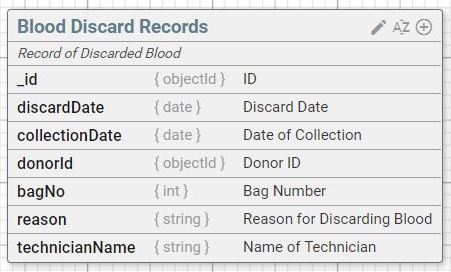 Blood Discard Records
Record of Discarded Blood
_id { objectId } ID
discardDate { date } Discard Date
collectionDate { date } Date of Collection
donorId { objectId } Donor ID
bagNo { int } Bag Number
reason { string } Reason for Discarding Blood
technicianName { string } Name of Technician